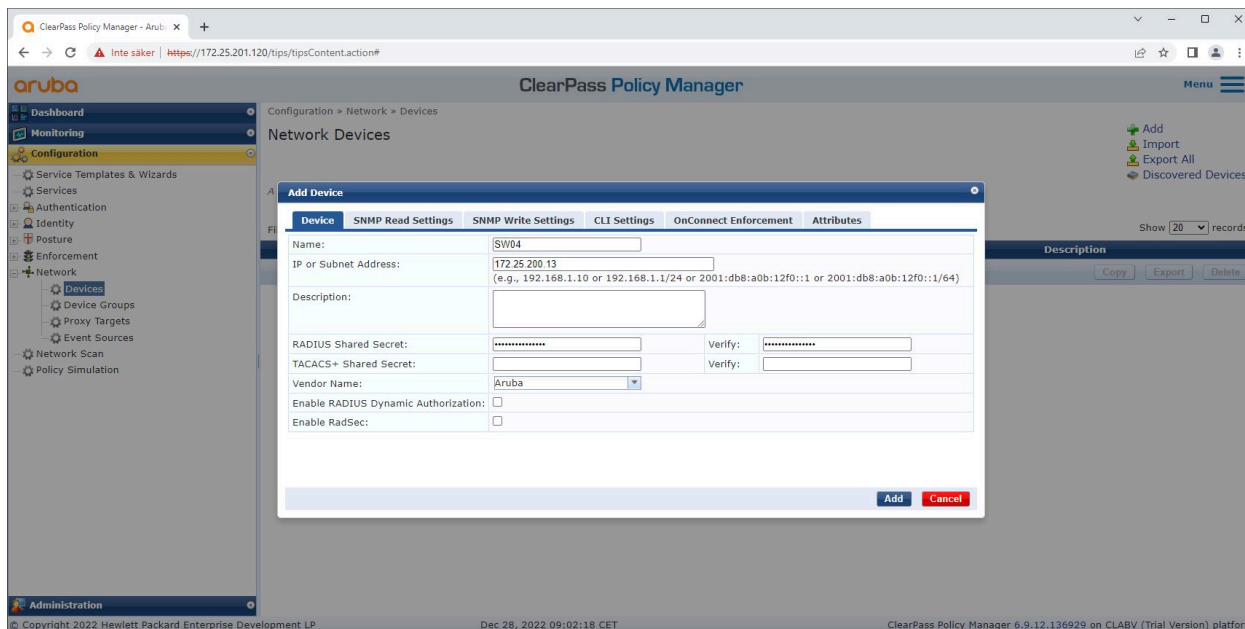 ClearPass Policy Manager - Arub
Inte säker | https://172.25.201.120/tips/tipsContent.action#
aruba
ClearPass Policy Manager
Menu
Dashboard
Monitoring
Configuration
Service Templates & Wizards
Services
Authentication
Identity
Posture
Enforcement
Network
Devices
Device Groups
Proxy Targets
Event Sources
Network Scan
Policy Simulation
Administration
Configuration » Network » Devices
Network Devices
Add
Import
Export All
Discovered Devices
A
Fi
Show 20 records
Description
Copy Export Delete
Add Device
Device SNMP Read Settings SNMP Write Settings CLI Settings OnConnect Enforcement Attributes
Name: SW04
IP or Subnet Address: 172.25.200.13
(e.g., 192.168.1.10 or 192.168.1.1/24 or 2001:db8:a0b:12f0::1 or 2001:db8:a0b:12f0::1/64)
Description:
RADIUS Shared Secret: ••••••••••••••• Verify: •••••••••••••••
TACACS+ Shared Secret: Verify:
Vendor Name: Aruba
Enable RADIUS Dynamic Authorization:
Enable RadSec:
Add Cancel
© Copyright 2022 Hewlett Packard Enterprise Development LP Dec 28, 2022 09:02:18 CET ClearPass Policy Manager 6.9.12.136929 on CLABV (Trial Version) platfor